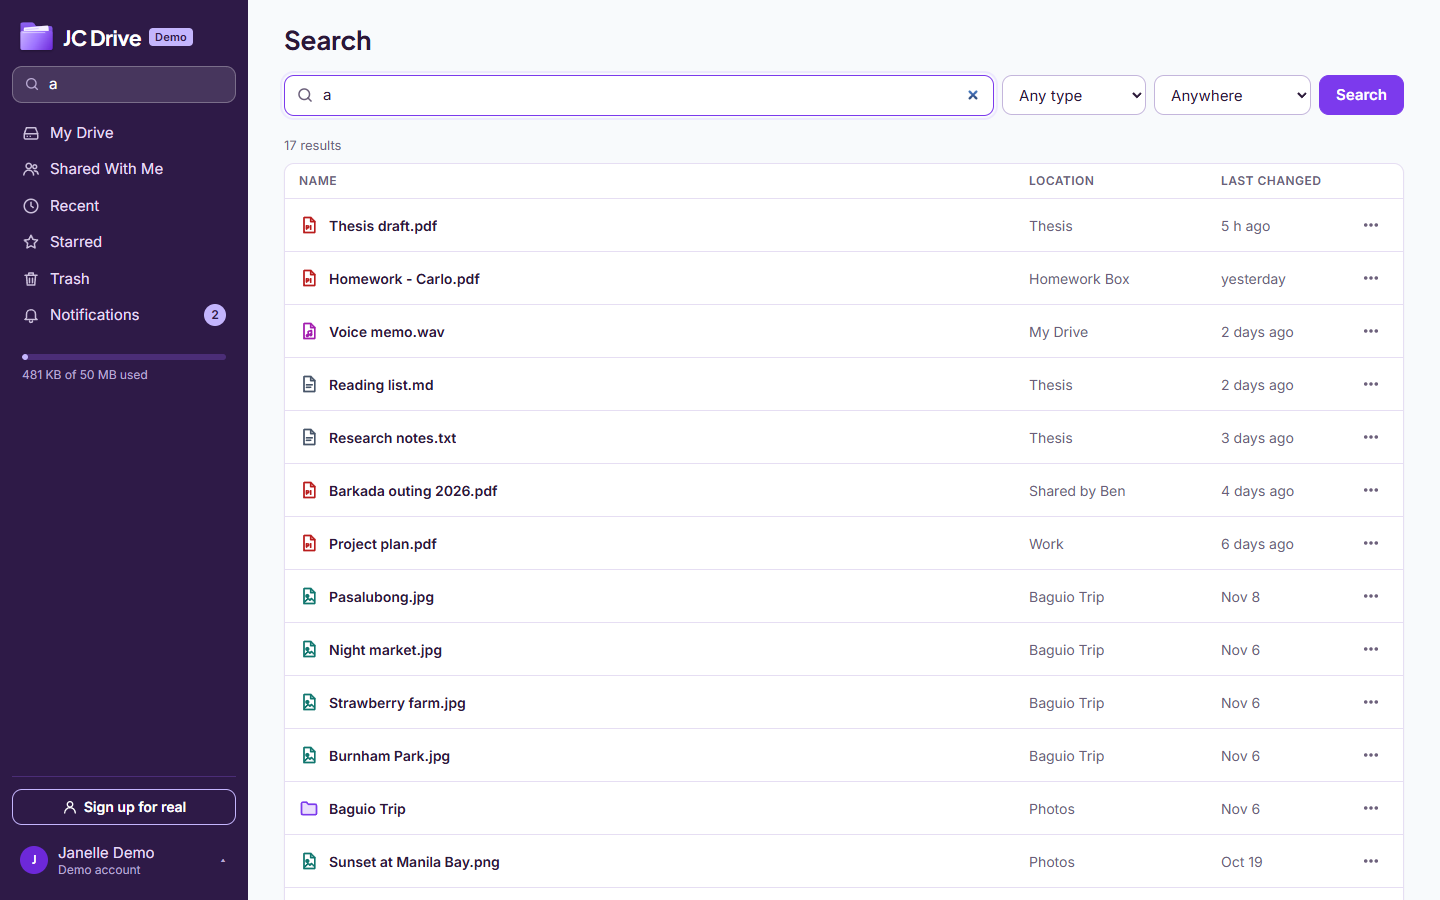 JC Drive Demo
a
My Drive
Shared With Me
Recent
Starred
Trash
Notifications 2
481 KB of 50 MB used
Sign up for real
J Janelle Demo
Demo account
Search
a Any type Anywhere Search
17 results
NAME LOCATION LAST CHANGED
Thesis draft.pdf Thesis 5 h ago
Homework - Carlo.pdf Homework Box yesterday
Voice memo.wav My Drive 2 days ago
Reading list.md Thesis 2 days ago
Research notes.txt Thesis 3 days ago
Barkada outing 2026.pdf Shared by Ben 4 days ago
Project plan.pdf Work 6 days ago
Pasalubong.jpg Baguio Trip Nov 8
Night market.jpg Baguio Trip Nov 6
Strawberry farm.jpg Baguio Trip Nov 6
Burnham Park.jpg Baguio Trip Nov 6
Baguio Trip Photos Nov 6
Sunset at Manila Bay.png Photos Oct 19